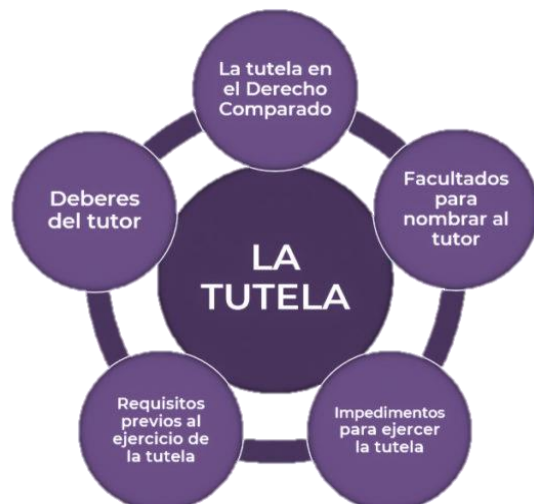 La tutela en
el Derecho
Comparado
Facultados
para
nombrar al
tutor
Impedimentos
para ejercer
la tutela
Requisitos
previos al
ejercicio de
la tutela
Deberes
del tutor
LA
TUTELA